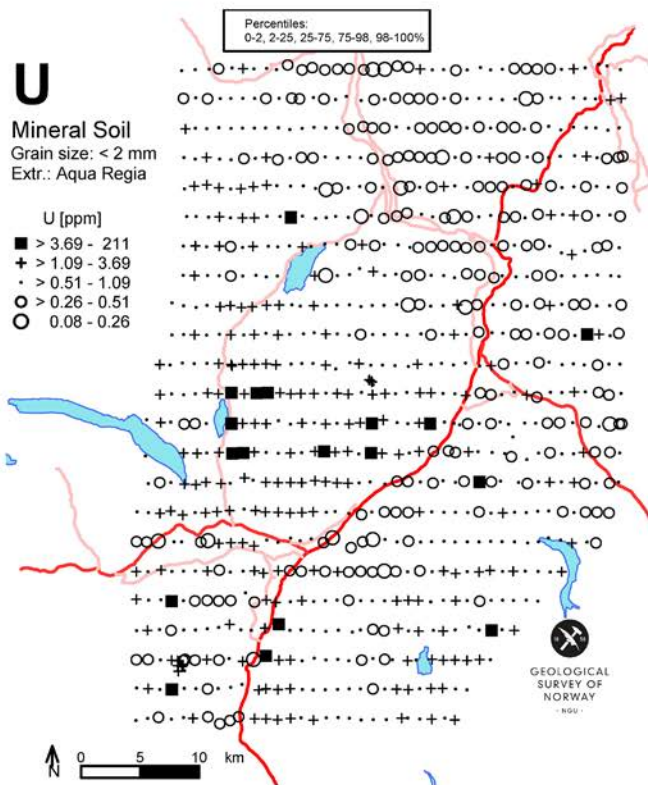 Percentiles:
0-2, 2-25, 25-75, 75-98, 98-100%
U
Mineral Soil
Grain size: < 2 mm
Extr.: Aqua Regia
U [ppm]
> 3.69 - 211
> 1.09 - 3.69
> 0.51 - 1.09
> 0.26 - 0.51
0.08 - 0.26
GEOLOGICAL
SURVEY OF
NORWAY
- NGU -
0 5 10 km
N